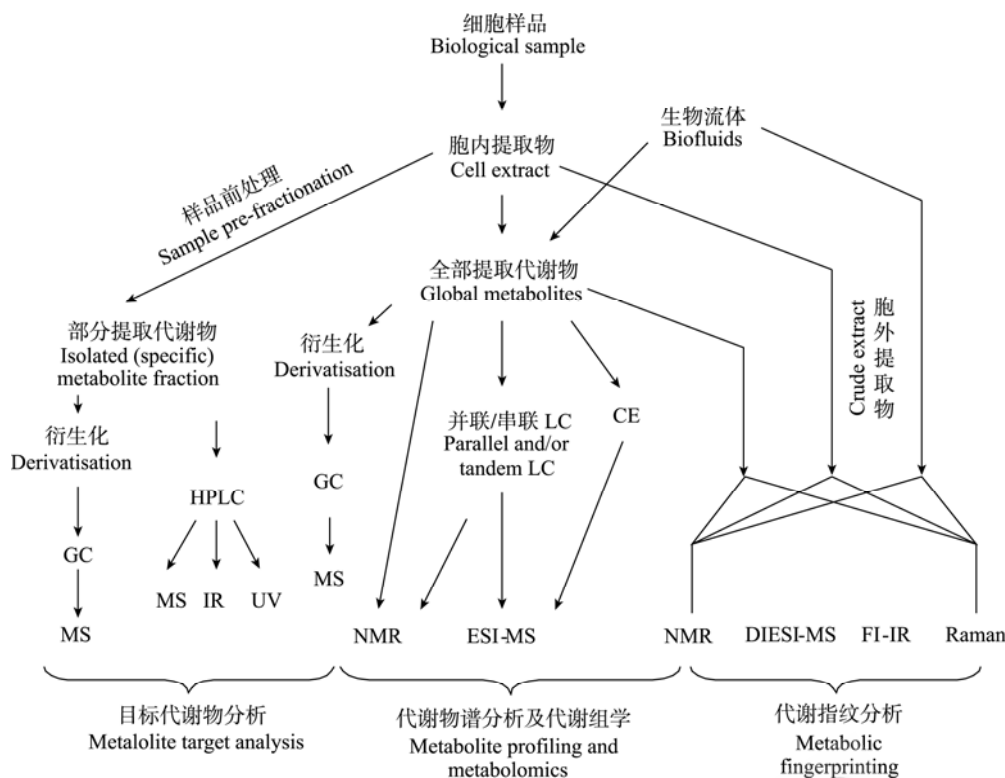 细胞样品
Biological sample
生物流体
Biofluids
胞内提取物
Cell extract
样品前处理
Sample pre-fractionation
全部提取代谢物
Global metabolites
胞外提取物
Crude extract
部分提取代谢物
Isolated (specific)
metabolite fraction
衍生化
Derivatisation
并联/串联 LC
Parallel and/or
tandem LC
CE
衍生化
Derivatisation
HPLC
GC
GC
MS
IR
UV
MS
MS
NMR
ESI-MS
NMR
DIESI-MS
FI-IR
Raman
目标代谢物分析
Metalolite target analysis
代谢物谱分析及代谢组学
Metabolite profiling and
metabolomics
代谢指纹分析
Metabolic
fingerprinting